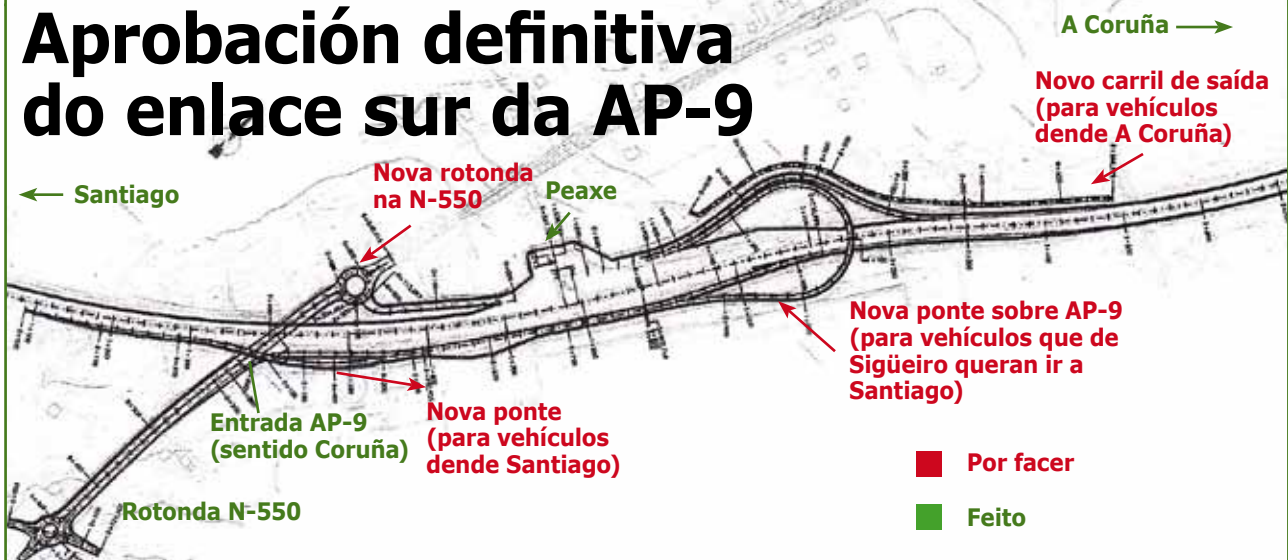 Aprobación definitiva
do enlace sur da AP-9
A Coruña
Novo carril de saída
(para vehículos
dende A Coruña)
Santiago
Nova rotonda
na N-550
Peaxe
Nova ponte sobre AP-9
(para vehículos que de
Sigüeiro queran ir a
Santiago)
Entrada AP-9
(sentido Coruña)
Nova ponte
(para vehículos
dende Santiago)
Rotonda N-550
Por facer
Feito